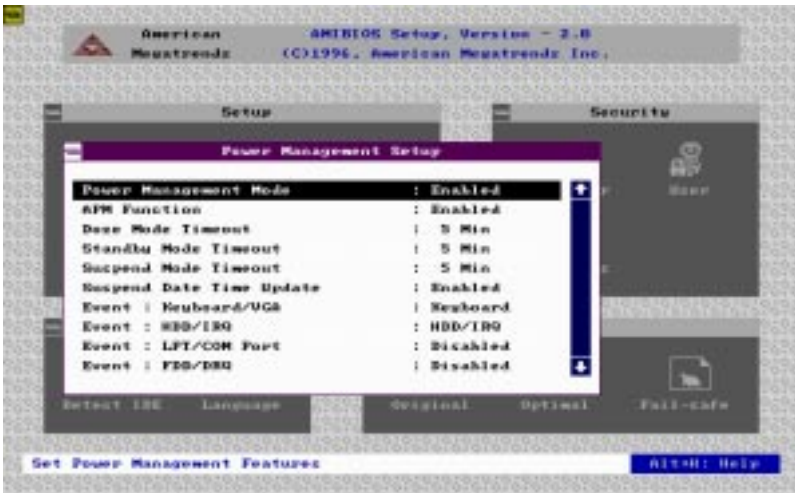 American Megatrends
AMIBIOS Setup, Version - 2.0
(C)1996, American Megatrends Inc.
Setup
Security
Power Management Setup
Power Management Mode : Enabled
APM Function : Enabled
Doze Mode Timeout : 5 Min
Standby Mode Timeout : 5 Min
Suspend Mode Timeout : 5 Min
Suspend Date Time Update : Enabled
Event : Keyboard/VGA : Keyboard
Event : HDD/IRQ : HDD/IRQ
Event : LPT/COM Port : Disabled
Event : FDD/DRQ : Disabled
User
Detect IDE Language
Original Optimal Fail-safe
Set Power Management Features
Alt+H: Help